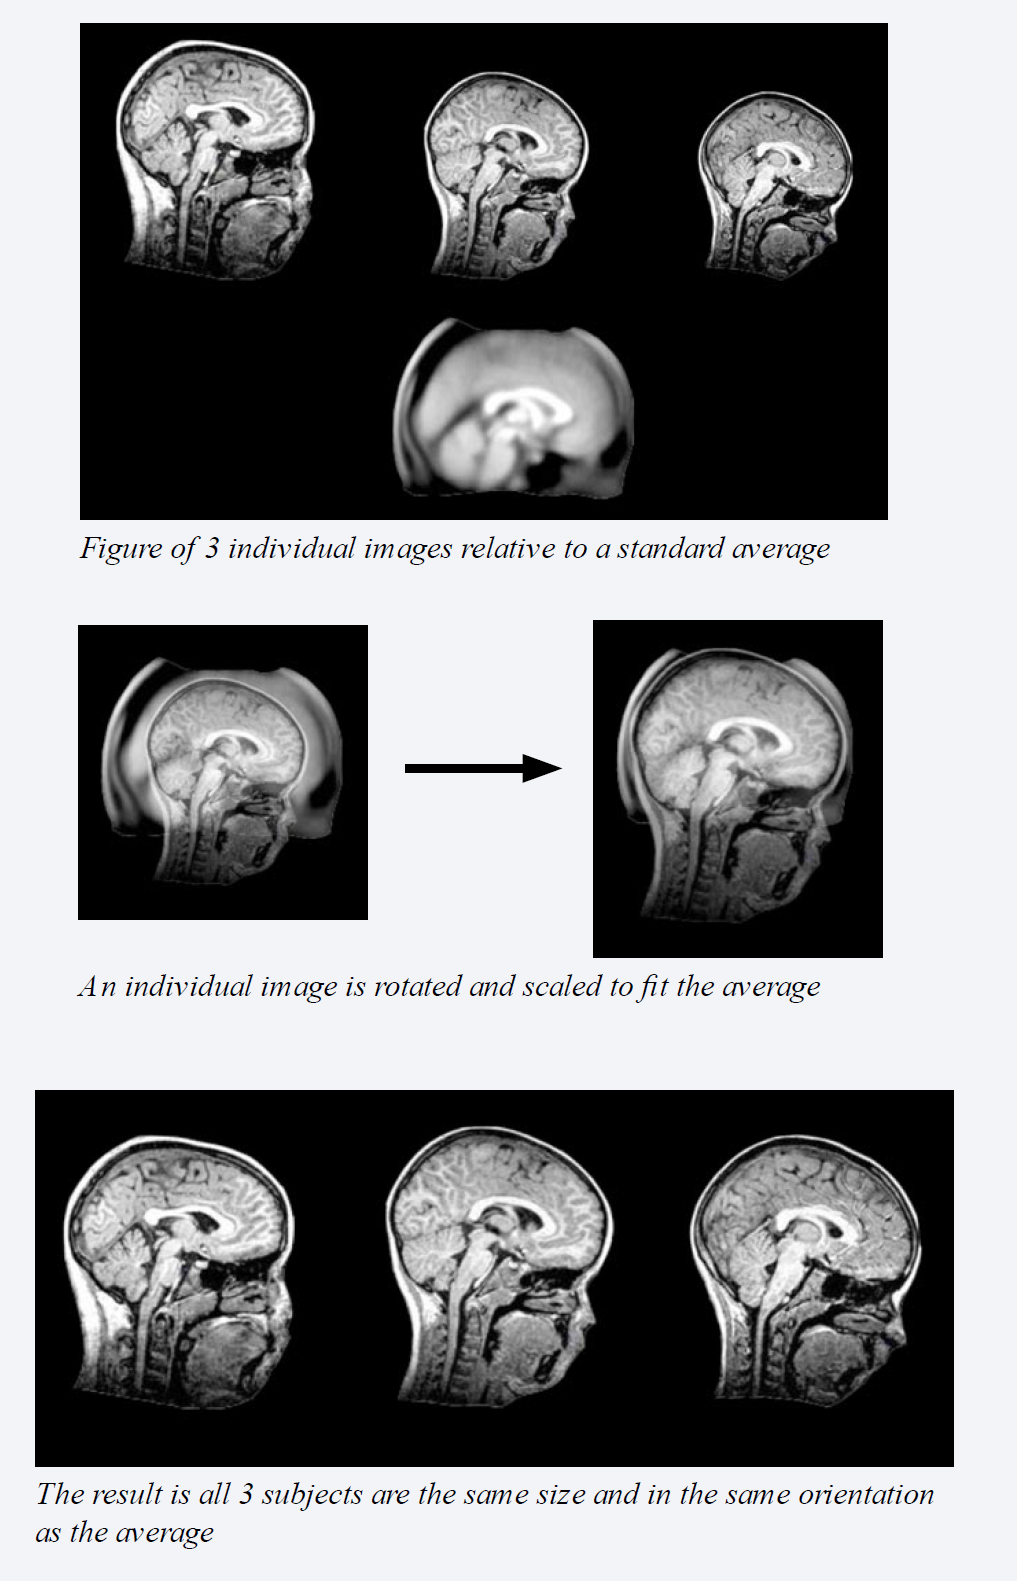 Figure of 3 individual images relative to a standard average
An individual image is rotated and scaled to fit the average
The result is all 3 subjects are the same size and in the same orientation
as the average